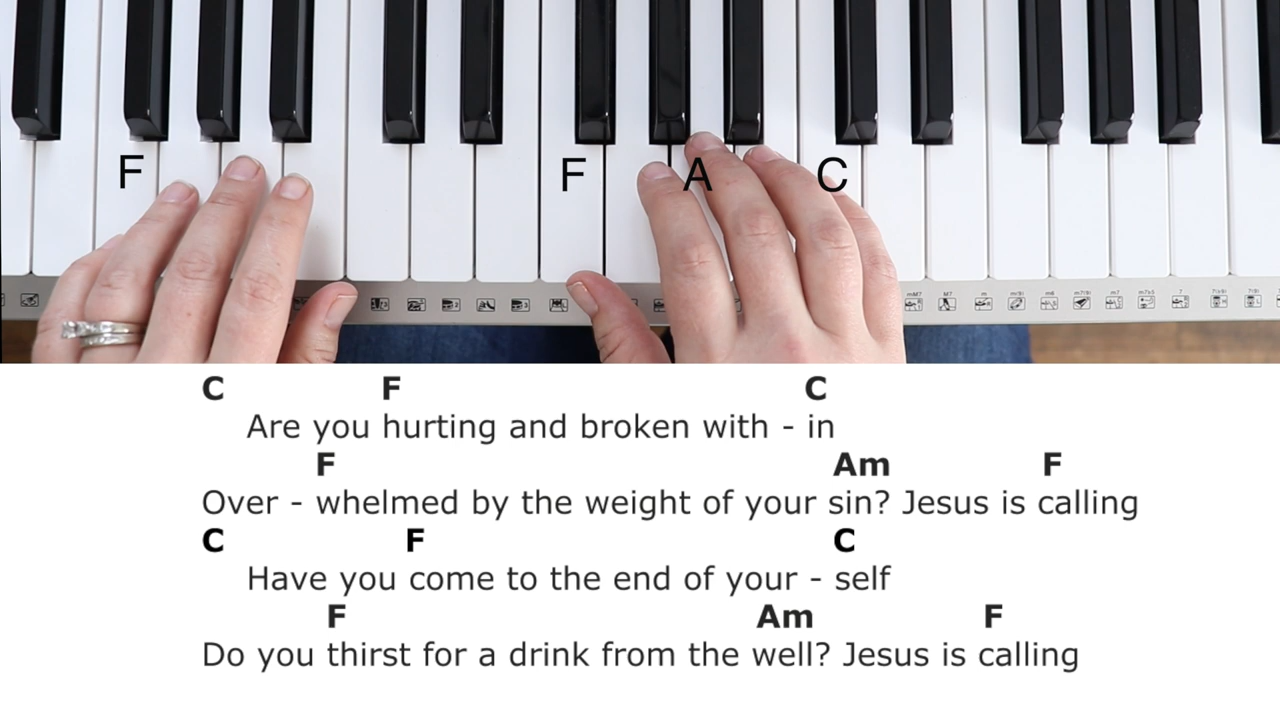 F F A C
C F C
Are you hurting and broken with - in
F Am F
Over - whelmed by the weight of your sin? Jesus is calling
C F C
Have you come to the end of your - self
F Am F
Do you thirst for a drink from the well? Jesus is calling